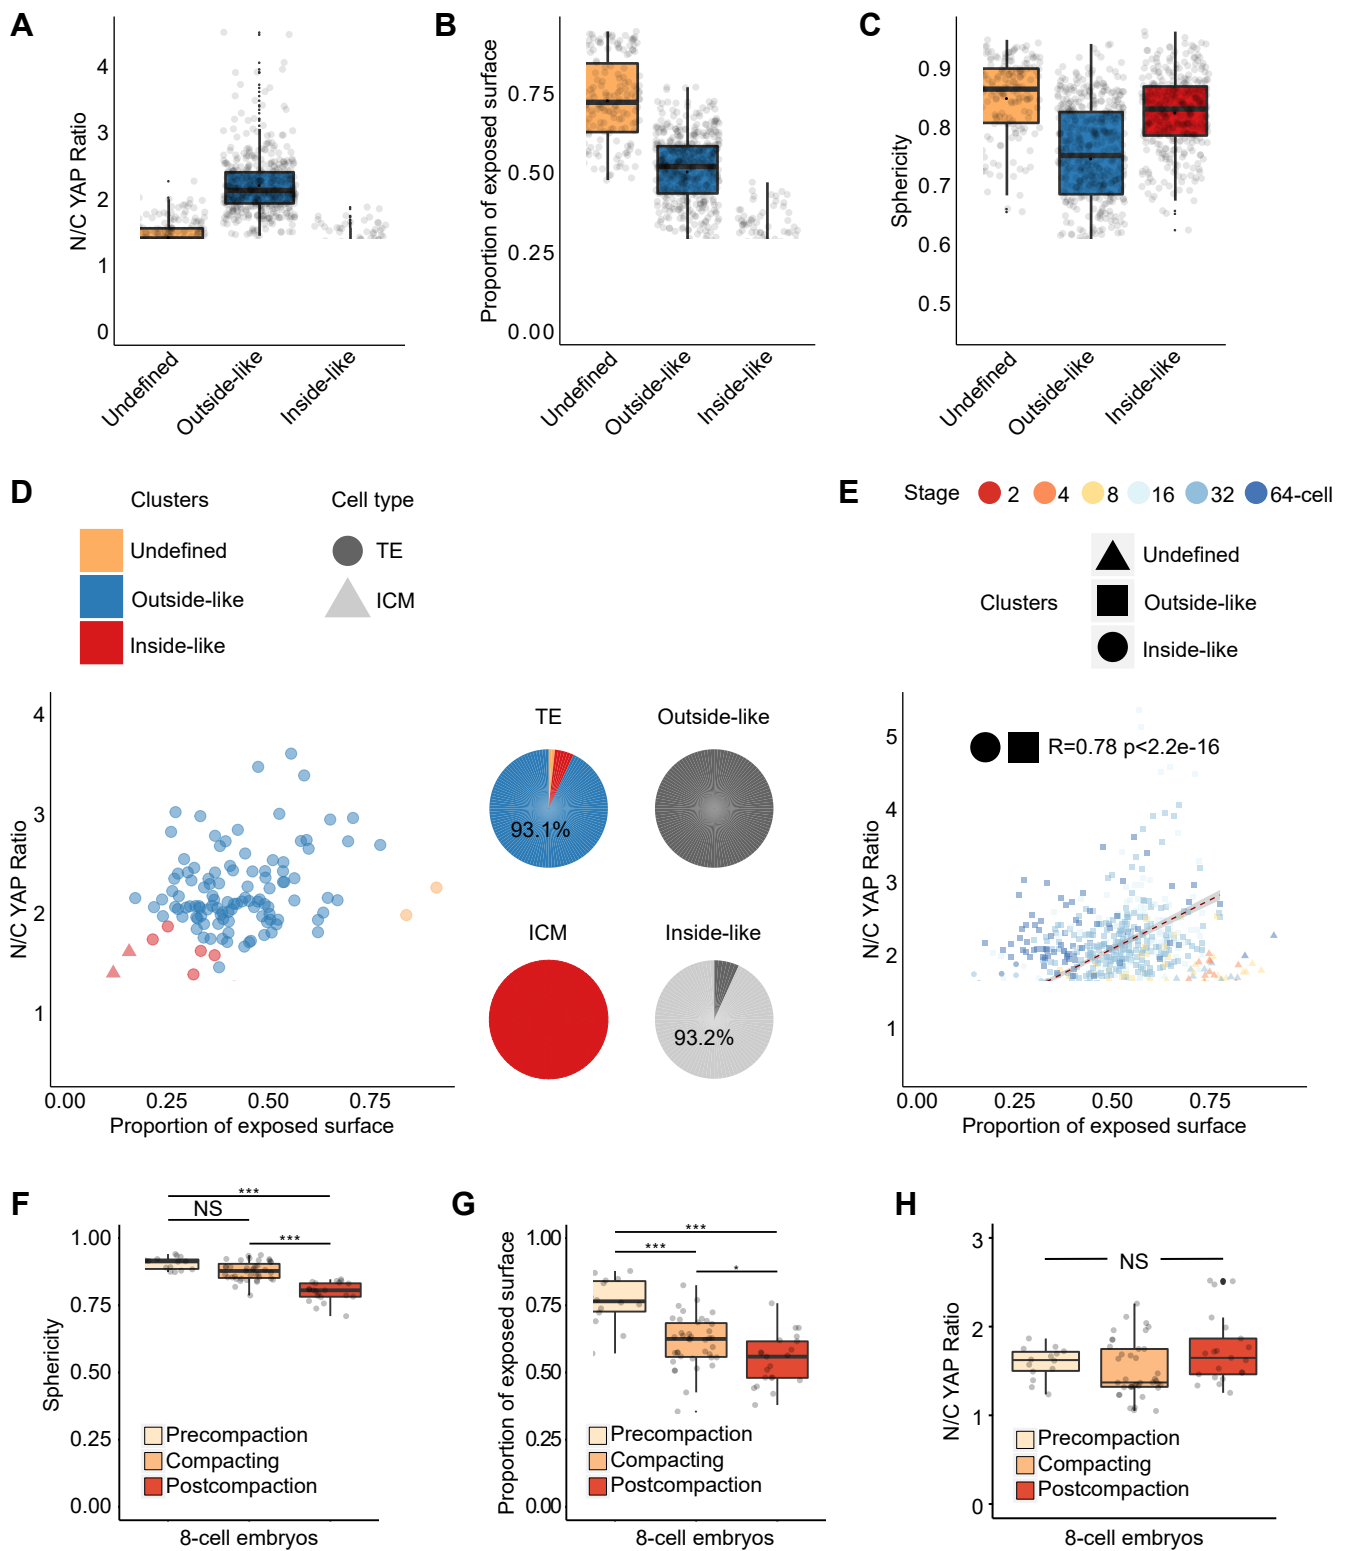 A
N/C YAP Ratio
4
3
2
1
0
Undefined
Outside-like
Inside-like
B
Proportion of exposed surface
0.75
0.50
0.25
0.00
Undefined
Outside-like
Inside-like
C
Sphericity
0.9
0.8
0.7
0.6
0.5
Undefined
Outside-like
Inside-like
D
Clusters
Undefined
Outside-like
Inside-like
Cell type
TE
ICM
N/C YAP Ratio
4
3
2
1
0.00 0.25 0.50 0.75
Proportion of exposed surface
TE
93.1%
Outside-like
ICM
Inside-like
93.2%
E
Stage 2 4 8 16 32 64-cell
Clusters
Undefined
Outside-like
Inside-like
R=0.78 p<2.2e-16
N/C YAP Ratio
5
4
3
2
1
0.00 0.25 0.50 0.75
Proportion of exposed surface
F
***
NS
***
Sphericity
1.00
0.75
0.50
0.25
0.00
Precompaction
Compacting
Postcompaction
8-cell embryos
G
***
***
*
Proportion of exposed surface
1.00
0.75
0.50
0.25
0.00
Precompaction
Compacting
Postcompaction
8-cell embryos
H
NS
N/C YAP Ratio
3
2
1
0
Precompaction
Compacting
Postcompaction
8-cell embryos